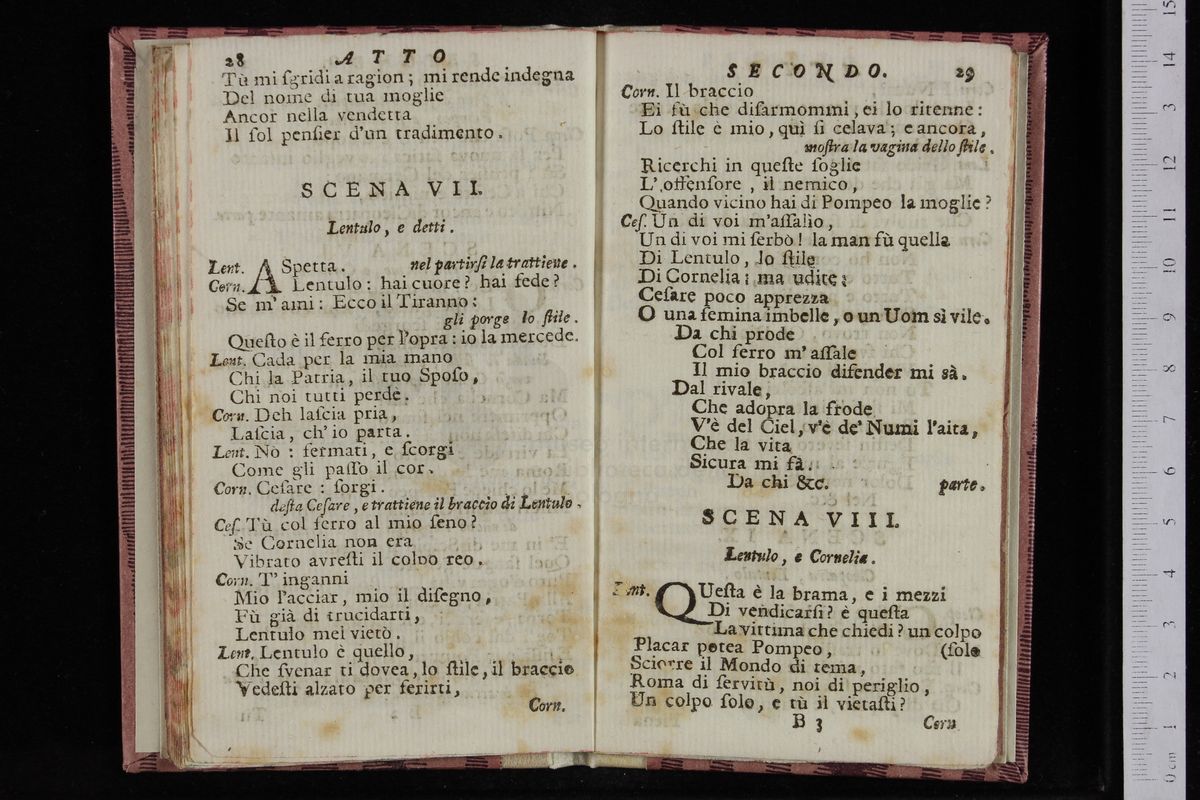 28 ATTO
Tù mi ſgridi a ragion; mi rende indegna
Del nome di tua moglie
Ancor nella vendetta
Il ſol penſier d'un tradimento.
SCENA VII.
Lentulo, e detti.
Lent. ASpetta. nel partirſi la trattiene.
Corn. Lentulo: hai cuore? hai fede?
Se m'ami: Ecco il Tiranno:
gli porge lo ſtile.
Queſto è il ferro per l'opra: io la mercede.
Lent. Cada per la mia mano
Chi la Patria, il tuo Spoſo,
Chi noi tutti perdè.
Corn. Deh laſcia pria,
Laſcia, ch'io parta.
Lent. Nò: fermati, e ſcorgi
Come gli paſſo il cor.
Corn. Ceſare: ſorgi.
deſta Ceſare, e trattiene il braccio di Lentulo.
Ceſ. Tù col ferro al mio ſeno?
Se Cornelia non era
Vibrato avreſti il colpo reo.
Corn. T'inganni
Mio l'acciar, mio il diſegno,
Fù già di trucidarti,
Lentulo mel vietò.
Lent. Lentulo è quello,
Che ſvenar ti dovea, lo ſtile, il braccio
Vedeſti alzato per ferirti,
Corn.
SECONDO. 29
Corn. Il braccio
Ei fù che diſarmommi, ei lo ritenne:
Lo ſtile è mio, quì ſi celava; e ancora,
moſtra la vagina dello ſtile.
Ricerchi in queſte ſoglie
L'offenſore, il nemico,
Quando vicino hai di Pompeo la moglie?
Ceſ. Un di voi m'aſſalìo,
Un di voi mi ſerbò! la man fù quella
Di Lentulo, lo ſtile
Di Cornelia; ma udite;
Ceſare poco apprezza
O una femina imbelle, o un Uom sì vile.
Da chi prode
Col ferro m'aſſale
Il mio braccio difender mi sà.
Dal rivale,
Che adopra la frode
V'è del Ciel, v'è de' Numi l'aita,
Che la vita
Sicura mi fà.
Da chi &c. parte.
SCENA VIII.
Lentulo, e Cornelia.
Lent. QUeſta è la brama, e i mezzi
Di vendicarſi? è queſta
La vittima che chiedi? un colpo
Placar potea Pompeo, (ſolo
Sciorre il Mondo di tema,
Roma di ſervitù, noi di periglio,
Un colpo ſolo, e tù il vietaſti?
B 3 Corn